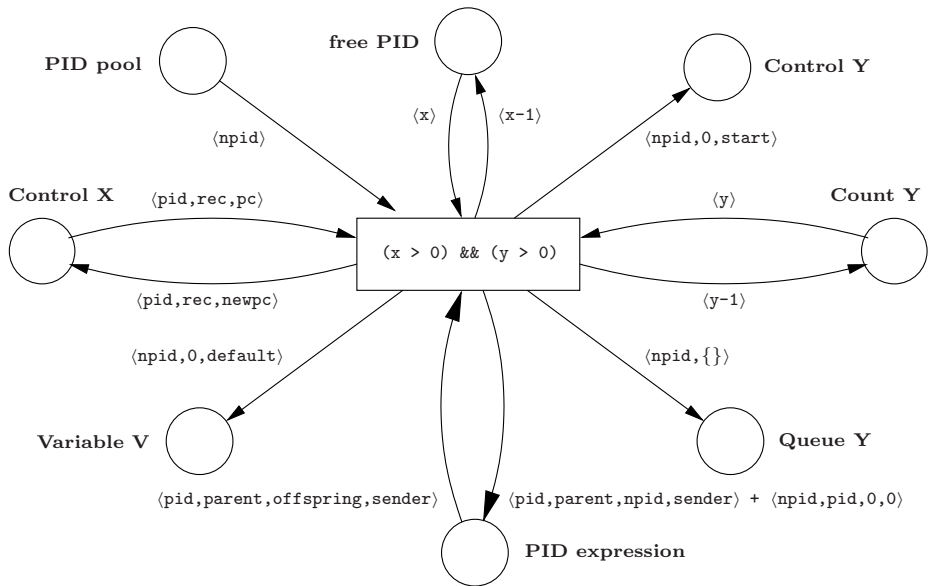 free PID
PID pool
Control Y
⟨x⟩
⟨x-1⟩
⟨npid⟩
⟨npid,0,start⟩
Control X
⟨pid,rec,pc⟩
⟨y⟩
Count Y
(x > 0) && (y > 0)
⟨pid,rec,newpc⟩
⟨y-1⟩
⟨npid,0,default⟩
⟨npid,{}⟩
Variable V
Queue Y
⟨pid,parent,offspring,sender⟩
⟨pid,parent,npid,sender⟩ + ⟨npid,pid,0,0⟩
PID expression